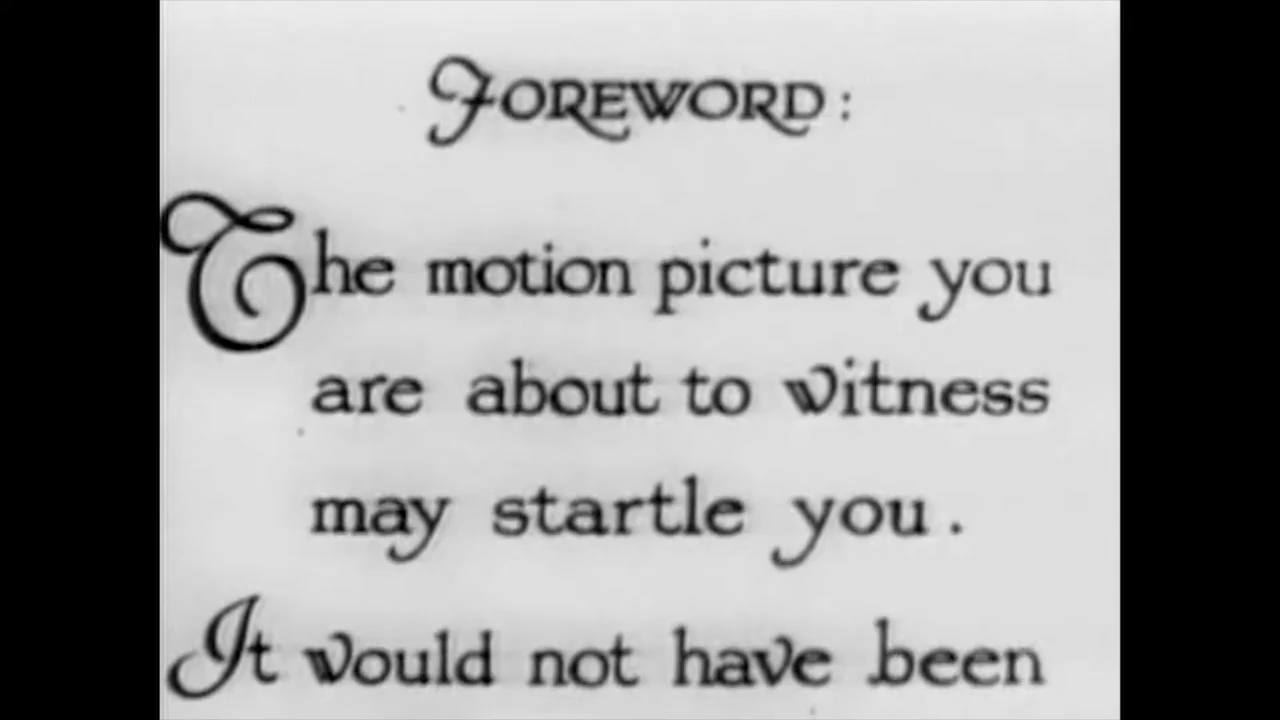 FOREWORD:
The motion picture you
are about to witness
may startle you.
It would not have been